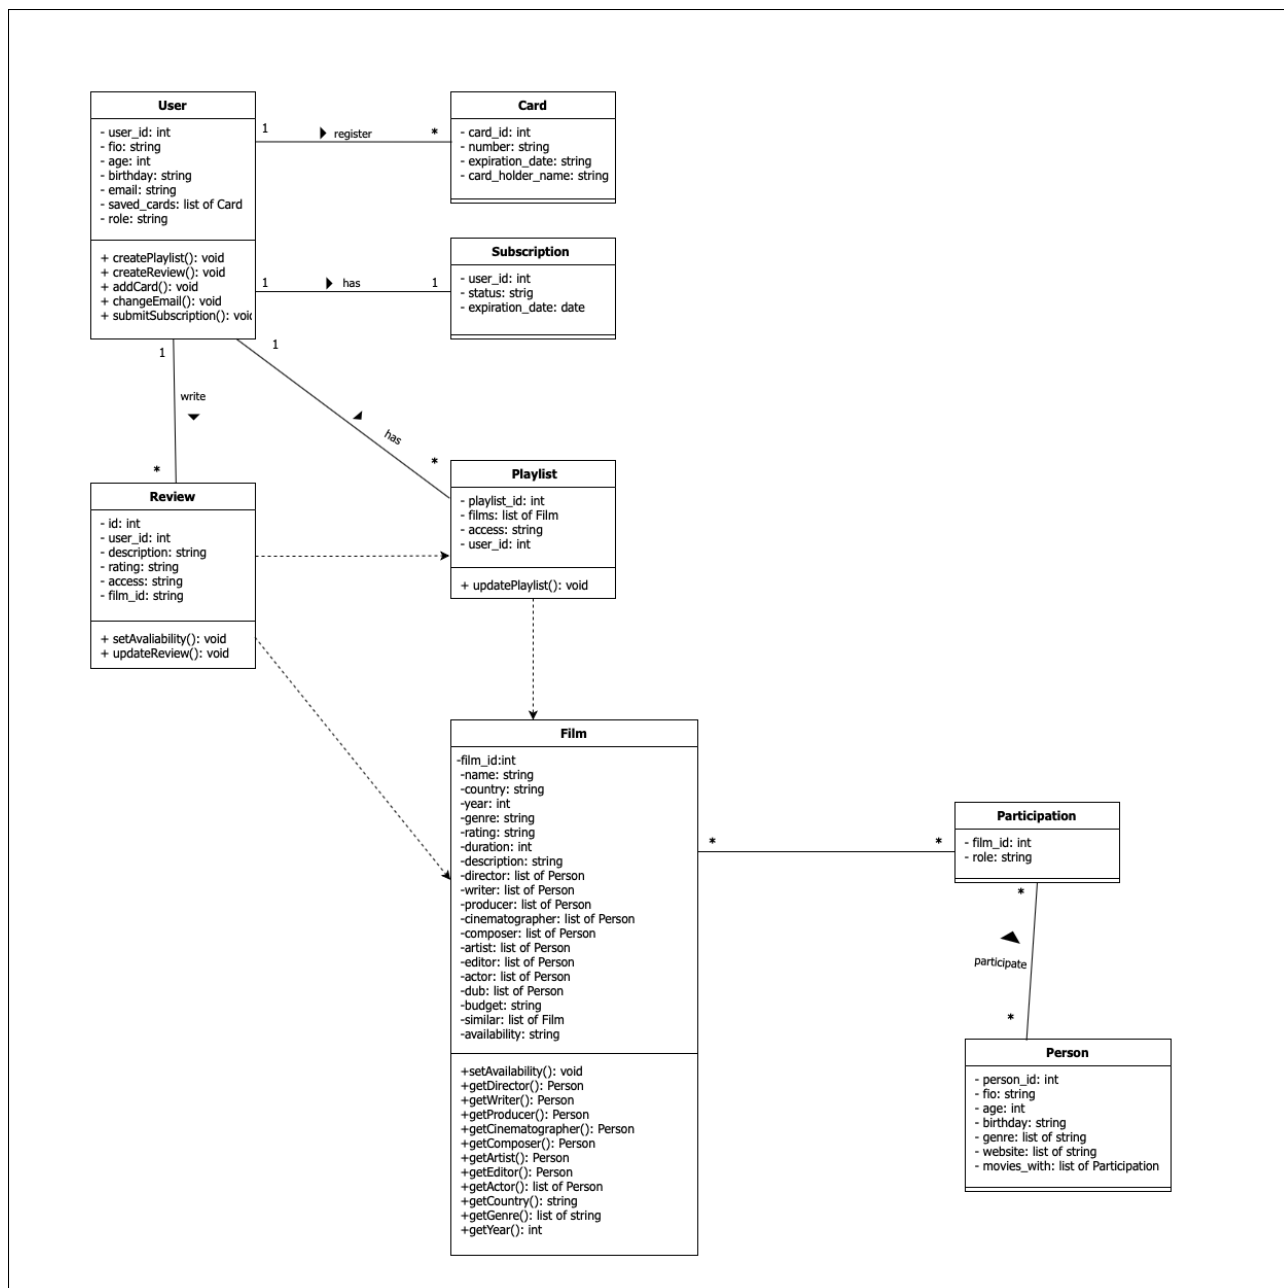 User
- user_id: int
- fio: string
- age: int
- birthday: string
- email: string
- saved_cards: list of Card
- role: string
+ createPlaylist(): void
+ createReview(): void
+ addCard(): void
+ changeEmail(): void
+ submitSubscription(): void
1
register
*
Card
- card_id: int
- number: string
- expiration_date: string
- card_holder_name: string
1
has
1
Subscription
- user_id: int
- status: strig
- expiration_date: date
1
write
*
1
has
*
Review
- id: int
- user_id: int
- description: string
- rating: string
- access: string
- film_id: string
+ setAvaliability(): void
+ updateReview(): void
Playlist
- playlist_id: int
- films: list of Film
- access: string
- user_id: int
+ updatePlaylist(): void
Film
-film_id:int
-name: string
-country: string
-year: int
-genre: string
-rating: string
-duration: int
-description: string
-director: list of Person
-writer: list of Person
-producer: list of Person
-cinematographer: list of Person
-composer: list of Person
-artist: list of Person
-editor: list of Person
-actor: list of Person
-dub: list of Person
-budget: string
-similar: list of Film
-availability: string
+setAvailability(): void
+getDirector(): Person
+getWriter(): Person
+getProducer(): Person
+getCinematographer(): Person
+getComposer(): Person
+getArtist(): Person
+getEditor(): Person
+getActor(): list of Person
+getCountry(): string
+getGenre(): list of string
+getYear(): int
*
*
Participation
- film_id: int
- role: string
*
participate
*
Person
- person_id: int
- fio: string
- age: int
- birthday: string
- genre: list of string
- website: list of string
- movies_with: list of Participation